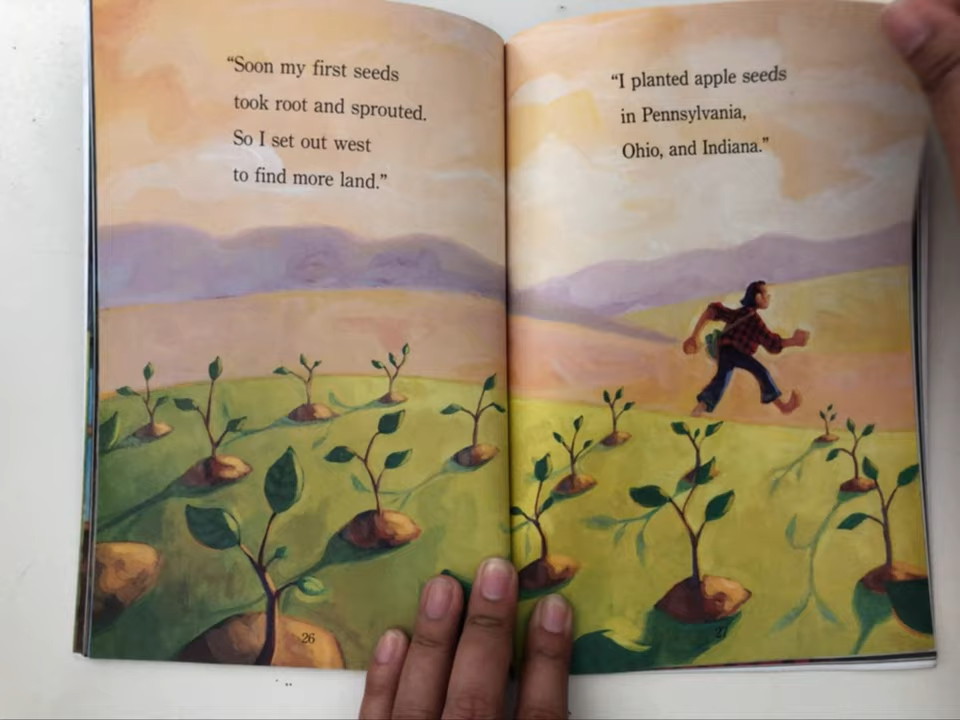 “Soon my first seeds
took root and sprouted.
So I set out west
to find more land.”
26
“I planted apple seeds
in Pennsylvania,
Ohio, and Indiana.”
27